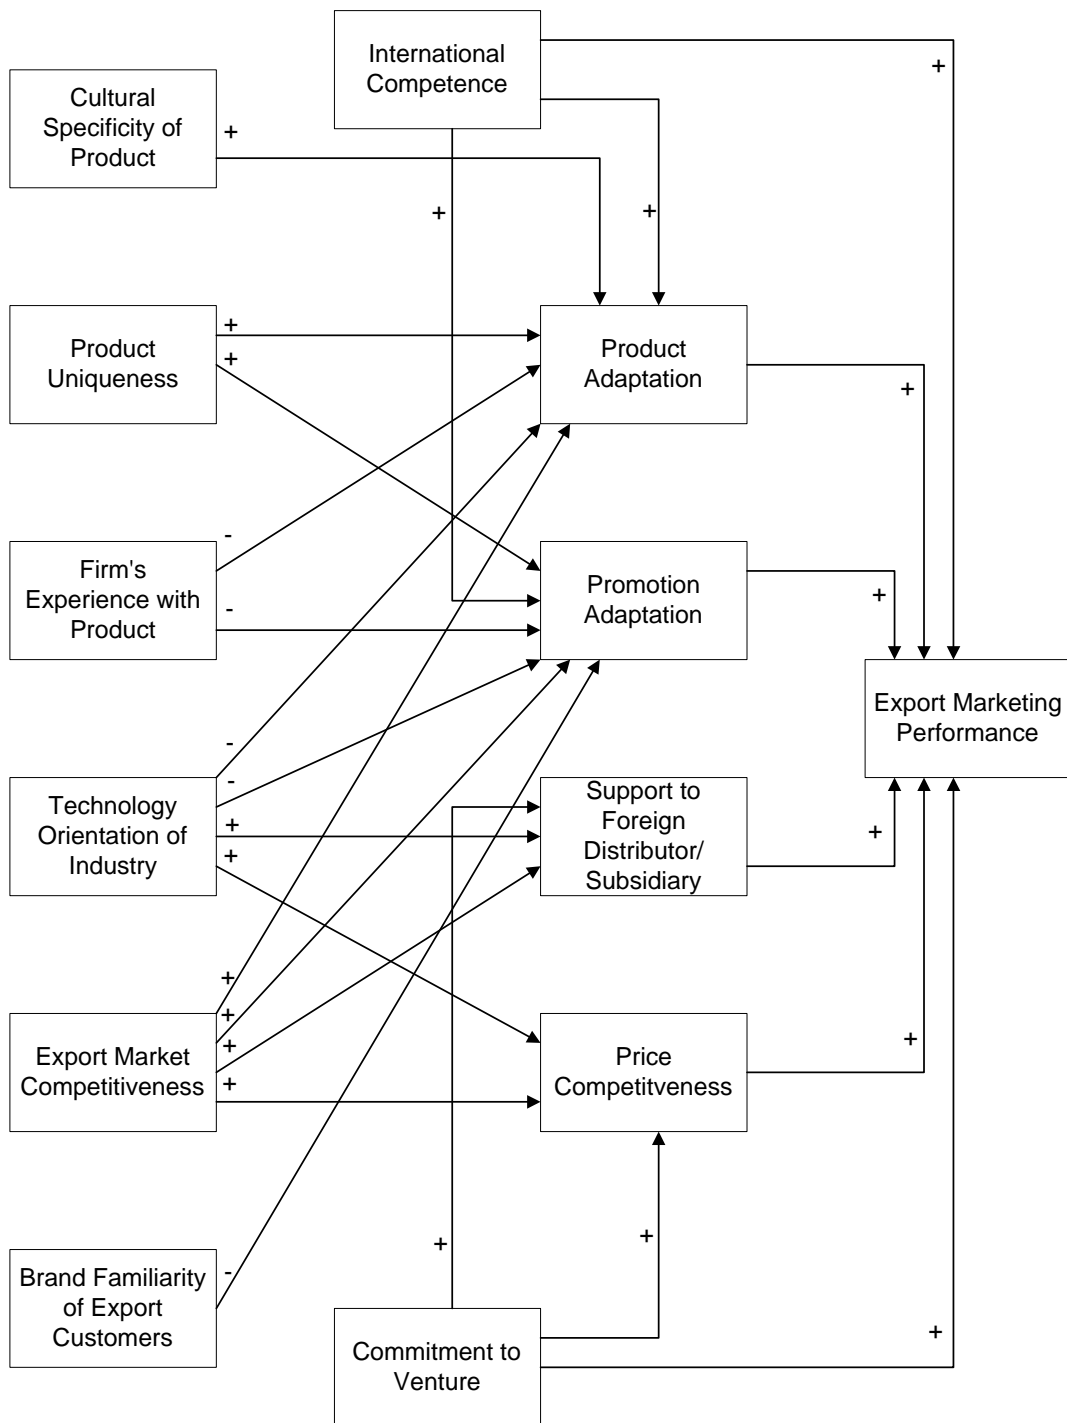 International
Competence
+
Cultural
Specificity of
Product
+
+
+
Product
Uniqueness
+
+
Product
Adaptation
+
Firm's
Experience with
Product
-
-
Promotion
Adaptation
+
Export Marketing
Performance
Technology
Orientation of
Industry
-
-
+
+
Support to
Foreign
Distributor/
Subsidiary
+
Export Market
Competitiveness
+
+
+
+
Price
Competitveness
+
Brand Familiarity
of Export
Customers
-
+
+
+
Commitment to
Venture